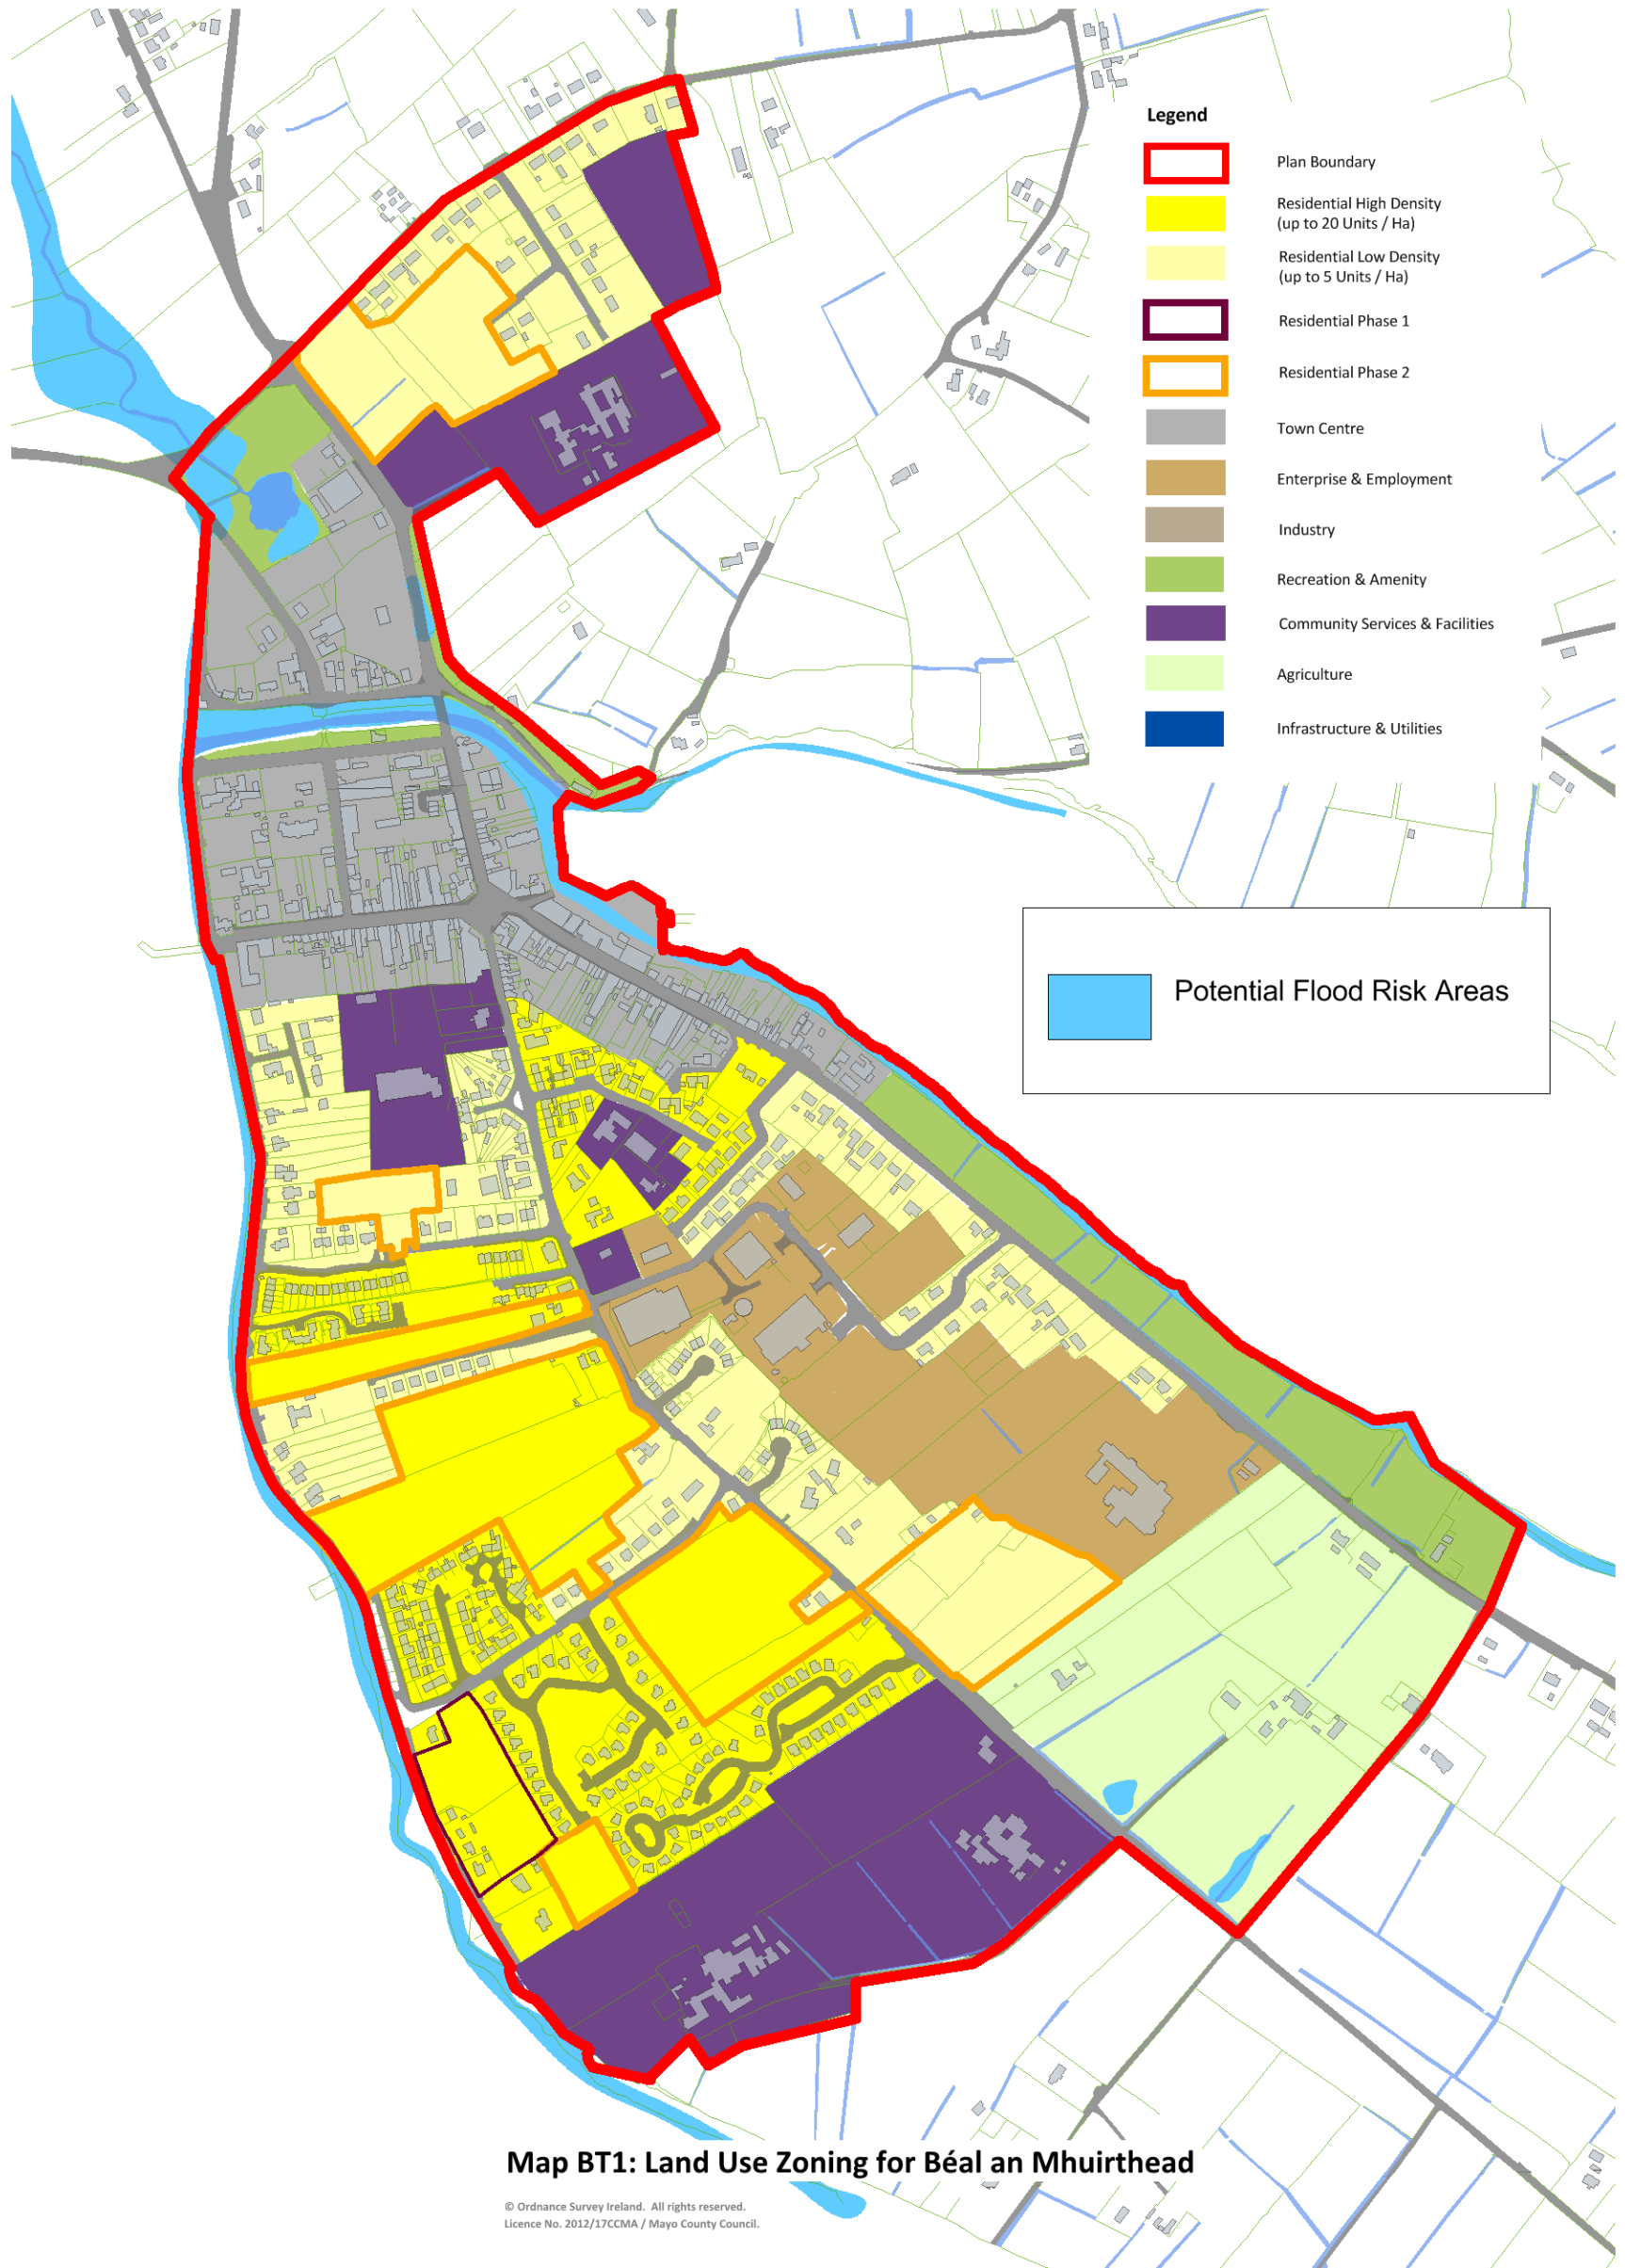 Legend
Plan Boundary
Residential High Density
(up to 20 Units / Ha)
Residential Low Density
(up to 5 Units / Ha)
Residential Phase 1
Residential Phase 2
Town Centre
Enterprise & Employment
Industry
Recreation & Amenity
Community Services & Facilities
Agriculture
Infrastructure & Utilities
Potential Flood Risk Areas
Map BT1: Land Use Zoning for Béal an Mhuirthead
© Ordnance Survey Ireland. All rights reserved.
Licence No. 2012/17CCMA / Mayo County Council.